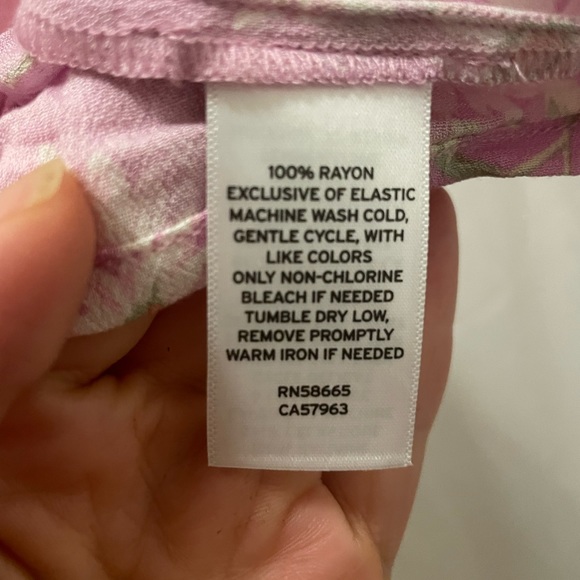 100% RAYON
EXCLUSIVE OF ELASTIC
MACHINE WASH COLD,
GENTLE CYCLE, WITH
LIKE COLORS
ONLY NON-CHLORINE
BLEACH IF NEEDED
TUMBLE DRY LOW,
REMOVE PROMPTLY
WARM IRON IF NEEDED
RN58665
CA57963